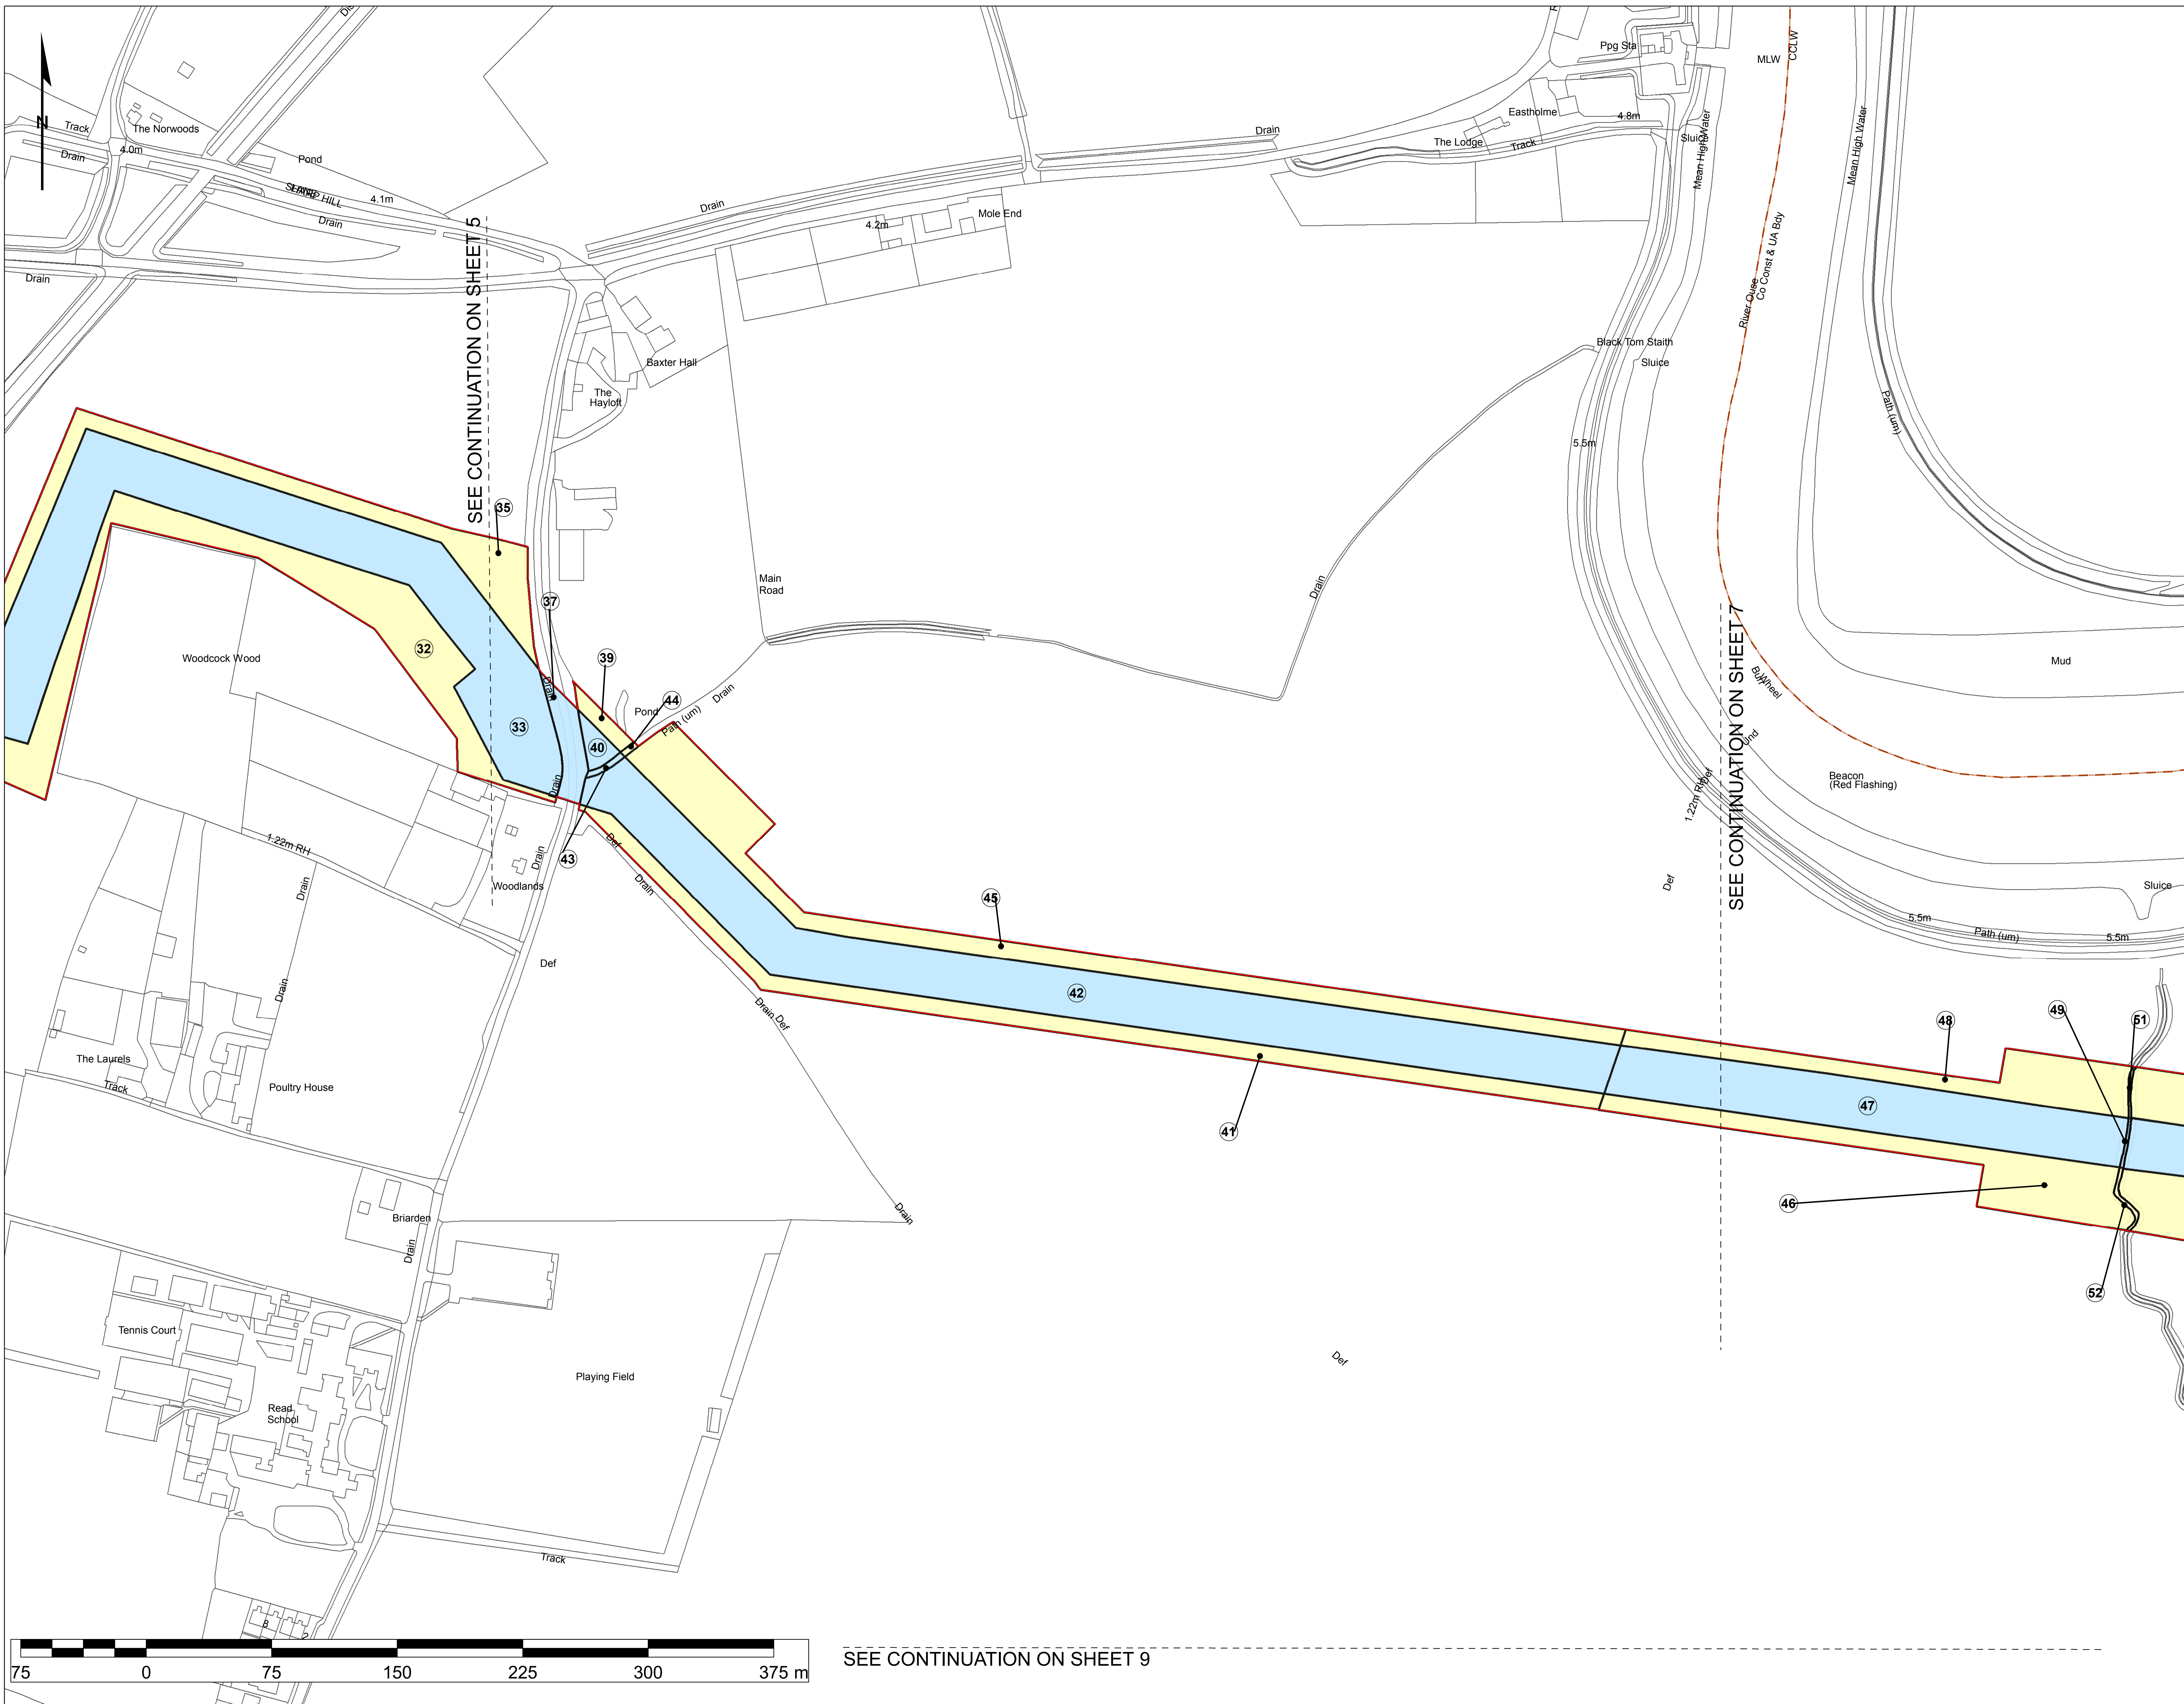 Ppg Sta
MLW
CCLW
N
Track
The Norwoods
Drain
4.0m
Pond
LANE
HILL
4.1m
Drain
Drain
Drain
4.2m
Mole End
Drain
Eastholme
4.8m
The Lodge
Track
Sluice
Mean High Water
Mean High Water
River Ouse
Co Const & UA Bdy
Drain
SEE CONTINUATION ON SHEET 5
Baxter Hall
The
Hayloft
Black Tom Staith
Sluice
Path (um)
5.5m
35
37
Main
Road
Drain
SEE CONTINUATION ON SHEET 7
32
Woodcock Wood
39
44
Drain
Pond
Path (um)
Drain
33
40
Mud
Wheel
Und
Beacon
(Red Flashing)
Drain
1.22m RH
Def
43
Def
1.22m RH
Drain
Drain
Woodlands
Drain
Def
Sluice
45
5.5m
Path (um)
5.5m
Def
Drain
42
Drain
Def
49
51
48
The Laurels
Track
Poultry House
41
47
46
Briarden
Drain
Drain
52
Tennis Court
Def
Playing Field
Read
School
Track
8
2
75
0
75
150
225
300
375 m
SEE CONTINUATION ON SHEET 9